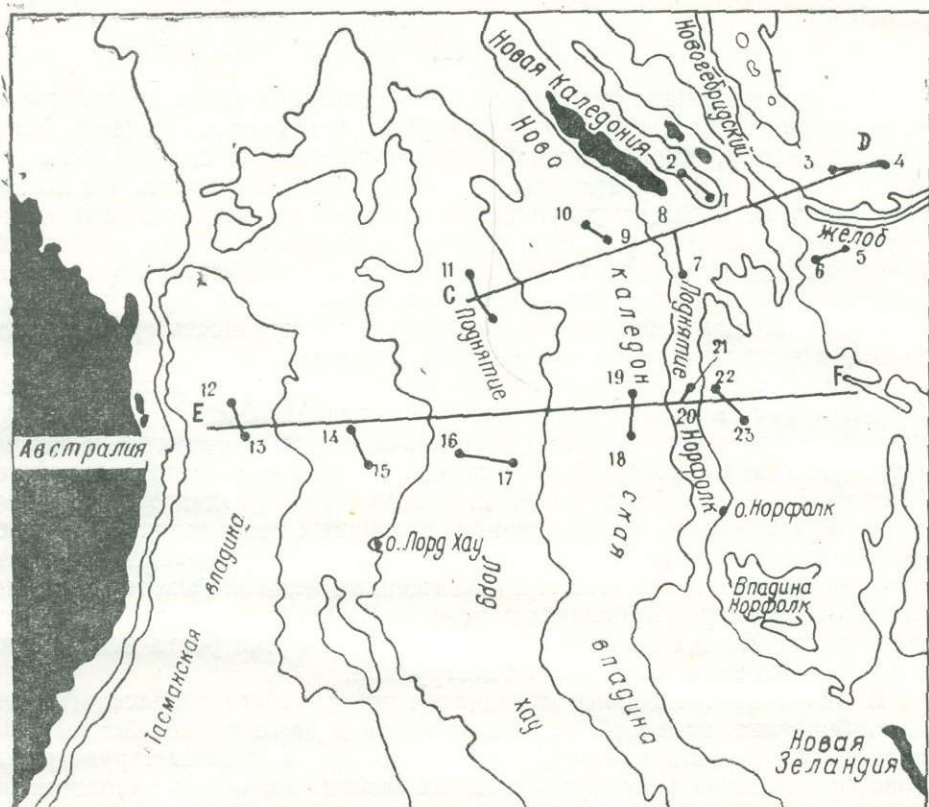 Новая Каледония
Новогебридский
желоб
Ново
каледон
ская
впадина
D
3
4
2
1
8
10
9
7
6
5
11
C
Поднятие
Поднятие
Норфолк
21
22
F
12
19
E
20
23
13
14
15
16
17
18
Австралия
о. Норфолк
о. Лорд Хау
Лорд
Хау
Впадина
Норфолк
Тасманская
впадина
Новая
Зеландия